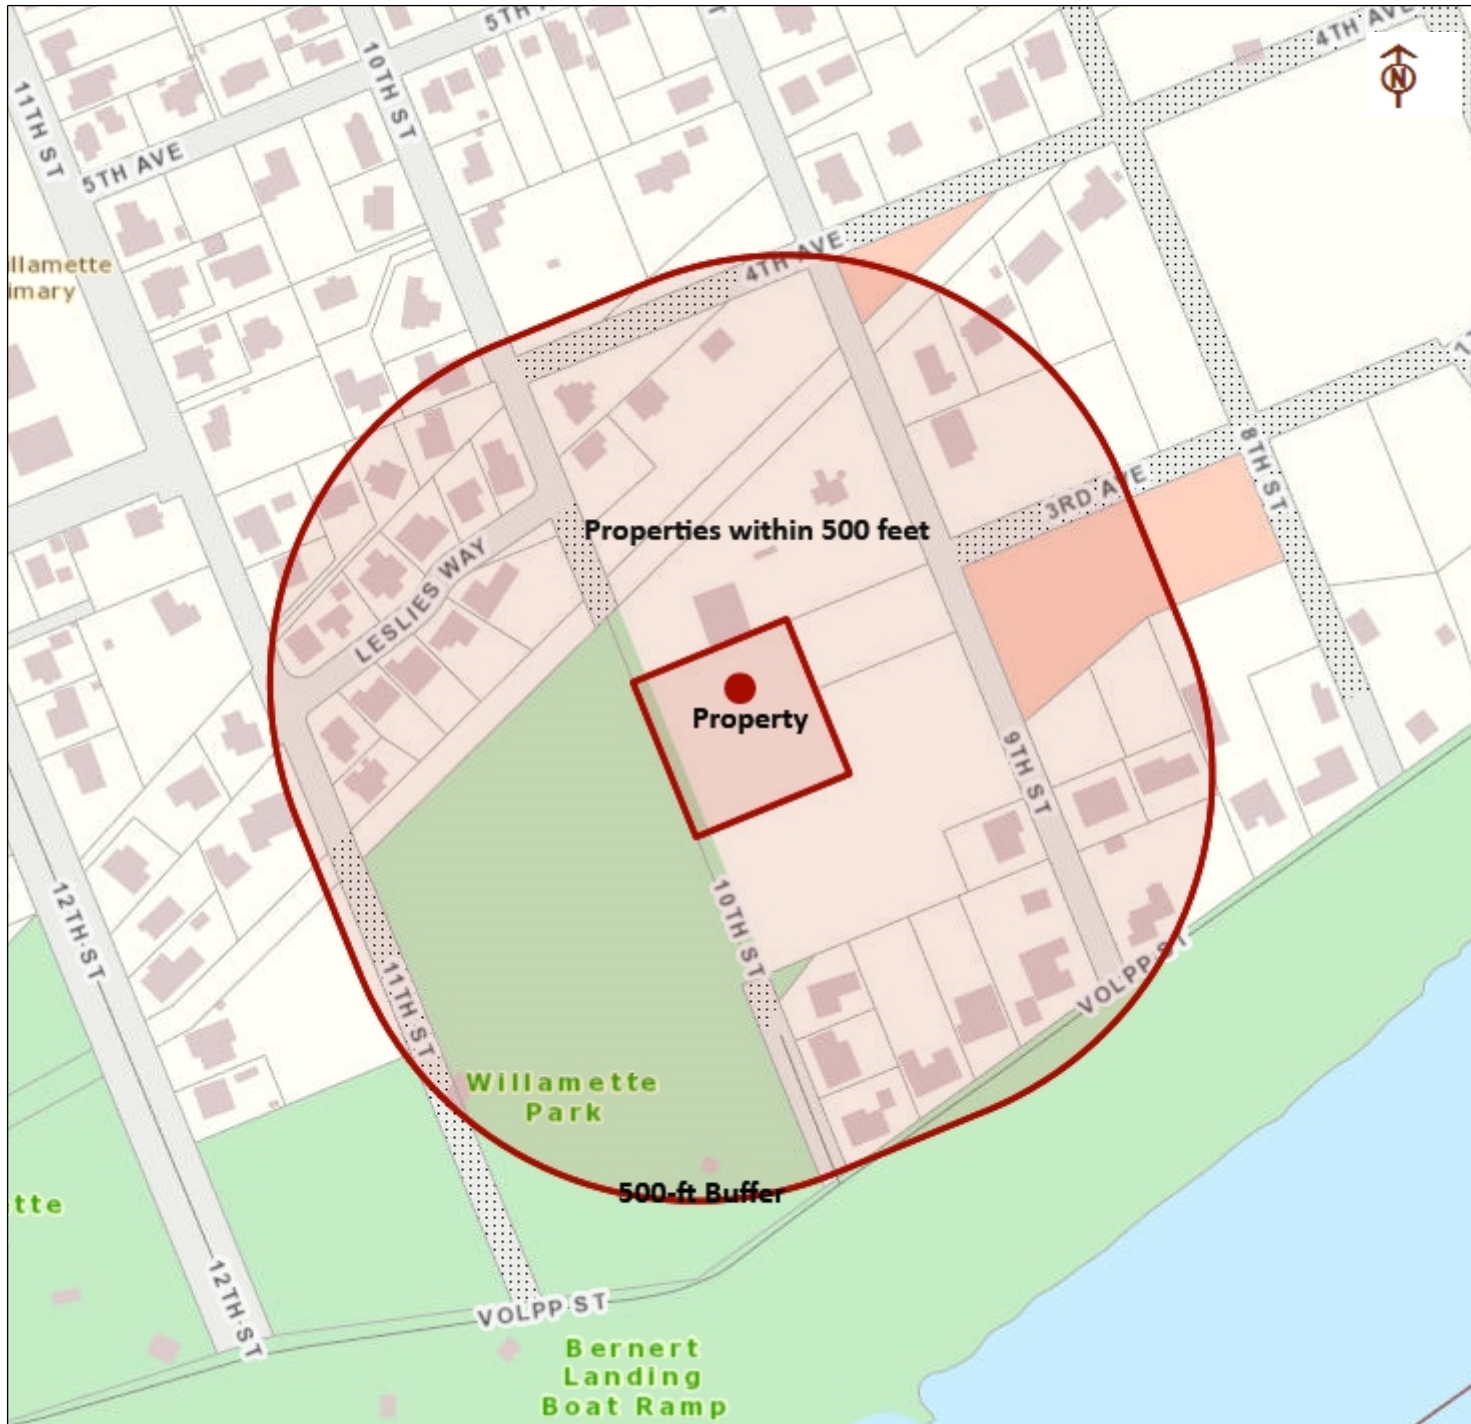 5TH
4TH AVE
N
11TH ST
10TH ST
5TH AVE
4TH AVE
illamette
imary
8TH ST
3RD AVE
Properties within 500 feet
LESLIES WAY
Property
9TH ST
12TH ST
10TH ST
VOLPP ST
11TH ST
Willamette
Park
500-ft Buffer
tte
12TH ST
VOLPP ST
Bernert
Landing
Boat Ramp